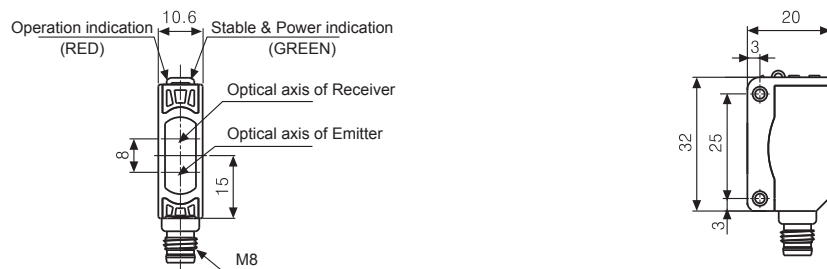 10.6
Operation indication
(RED)
Stable & Power indication
(GREEN)
Optical axis of Receiver
Optical axis of Emitter
8
15
M8
20
3
32
25
3